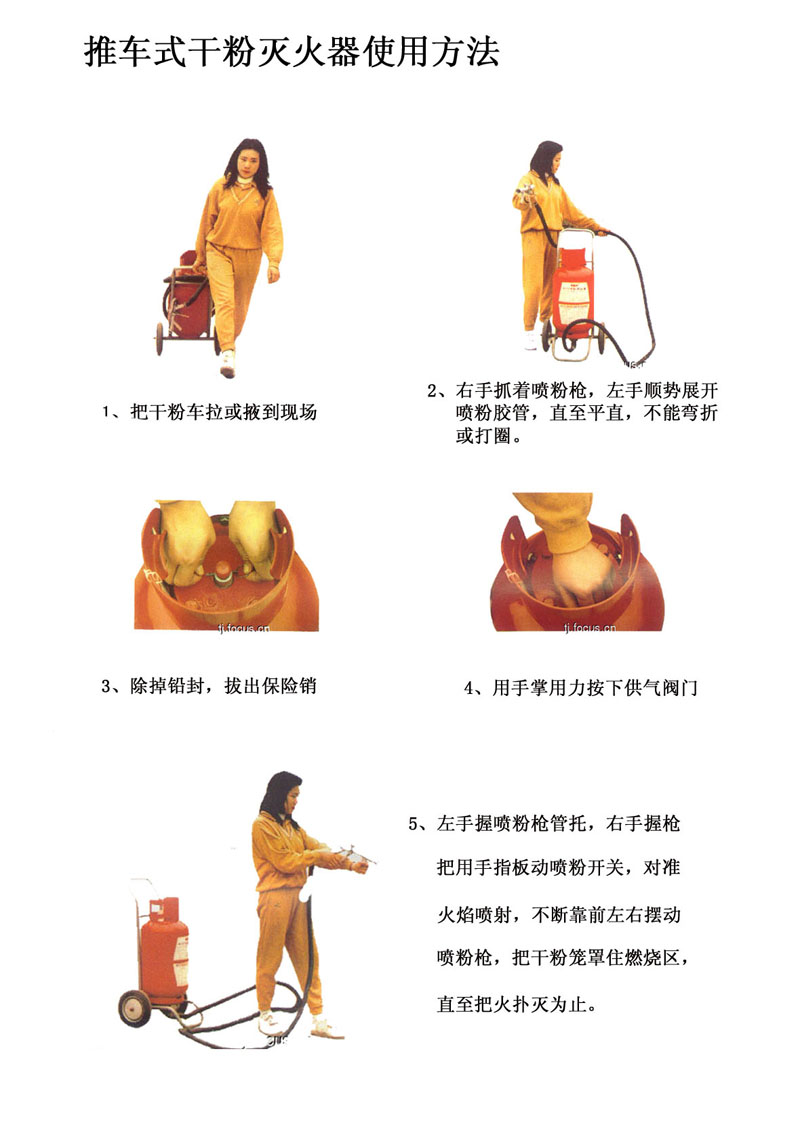 推车式干粉灭火器使用方法
1、把干粉车拉或掖到现场
2、右手抓着喷粉枪，左手顺势展开
喷粉胶管，直至平直，不能弯折
或打圈。
tj.focus.cn
tj.focus.cn
3、除掉铅封，拔出保险销
4、用手掌用力按下供气阀门
5、左手握喷粉枪管托，右手握枪
把用手指板动喷粉开关，对准
火焰喷射，不断靠前左右摆动
喷粉枪，把干粉笼罩住燃烧区，
直至把火扑灭为止。